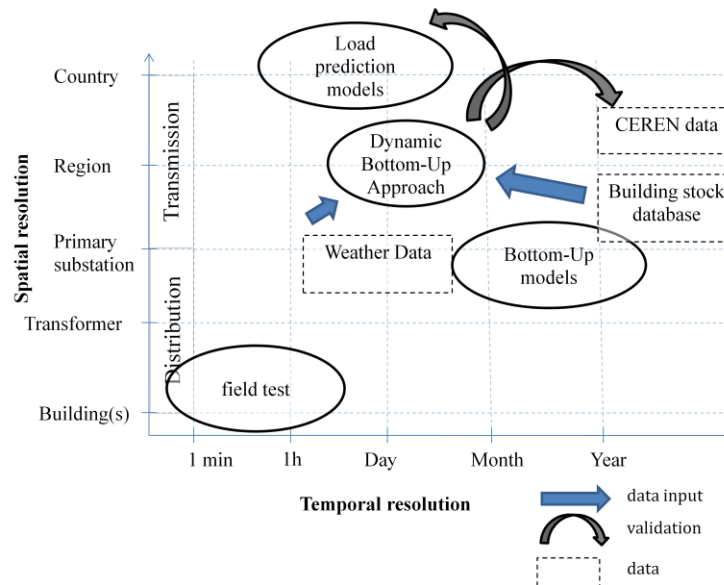 Load
prediction
models
Country
CEREN data
Transmission
Dynamic
Bottom-Up
Approach
Region
Building stock
database
Spatial resolution
Primary
substation
Weather Data
Bottom-Up
models
Transformer
Distribution
field test
Building(s)
1 min
1h
Day
Month
Year
Temporal resolution
data input
validation
data